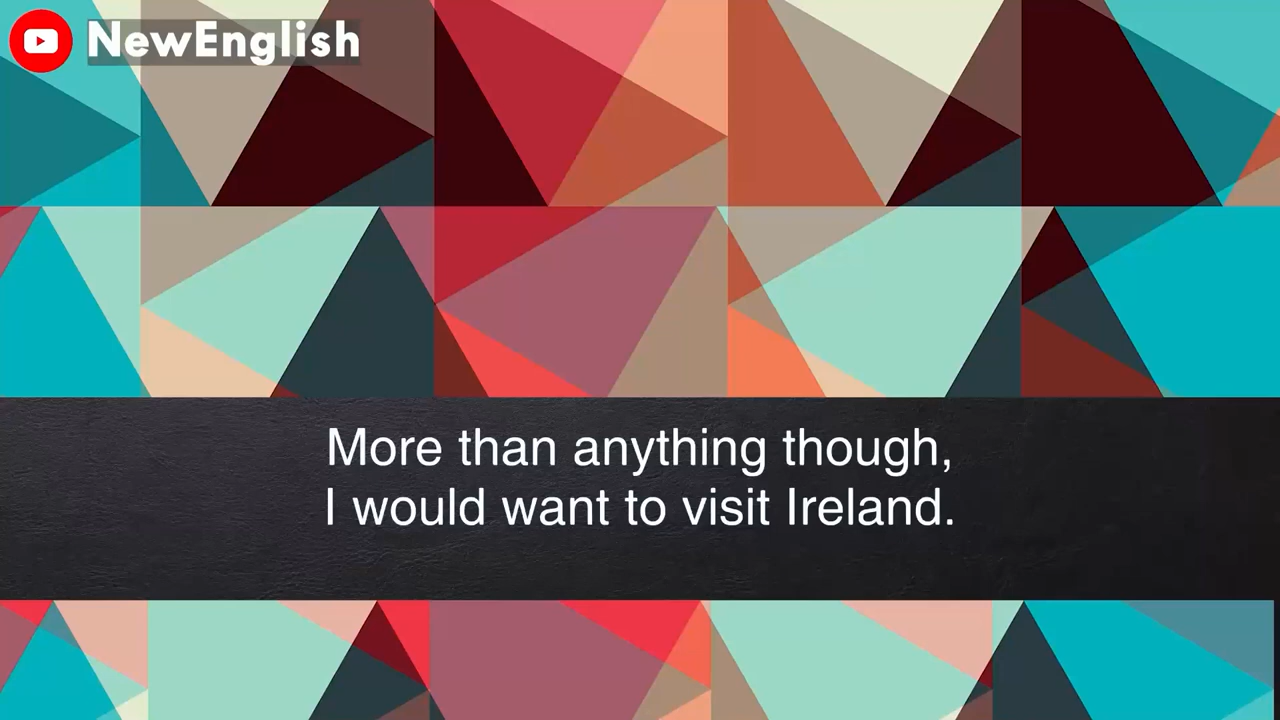 NewEnglish
More than anything though,
I would want to visit Ireland.